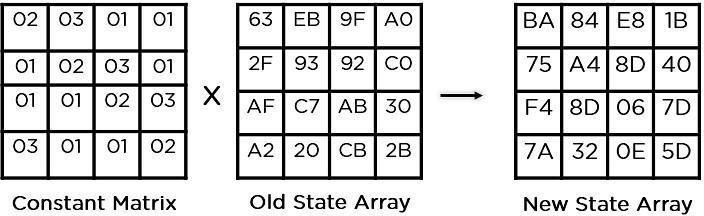 02 03 01 01 63 EB 9F A0 BA 84 E8 1B
01 02 03 01 2F 93 92 C0 75 A4 8D 40
X
01 01 02 03 AF C7 AB 30 F4 8D 06 7D
03 01 01 02 A2 20 CB 2B 7A 32 0E 5D
Constant Matrix Old State Array New State Array